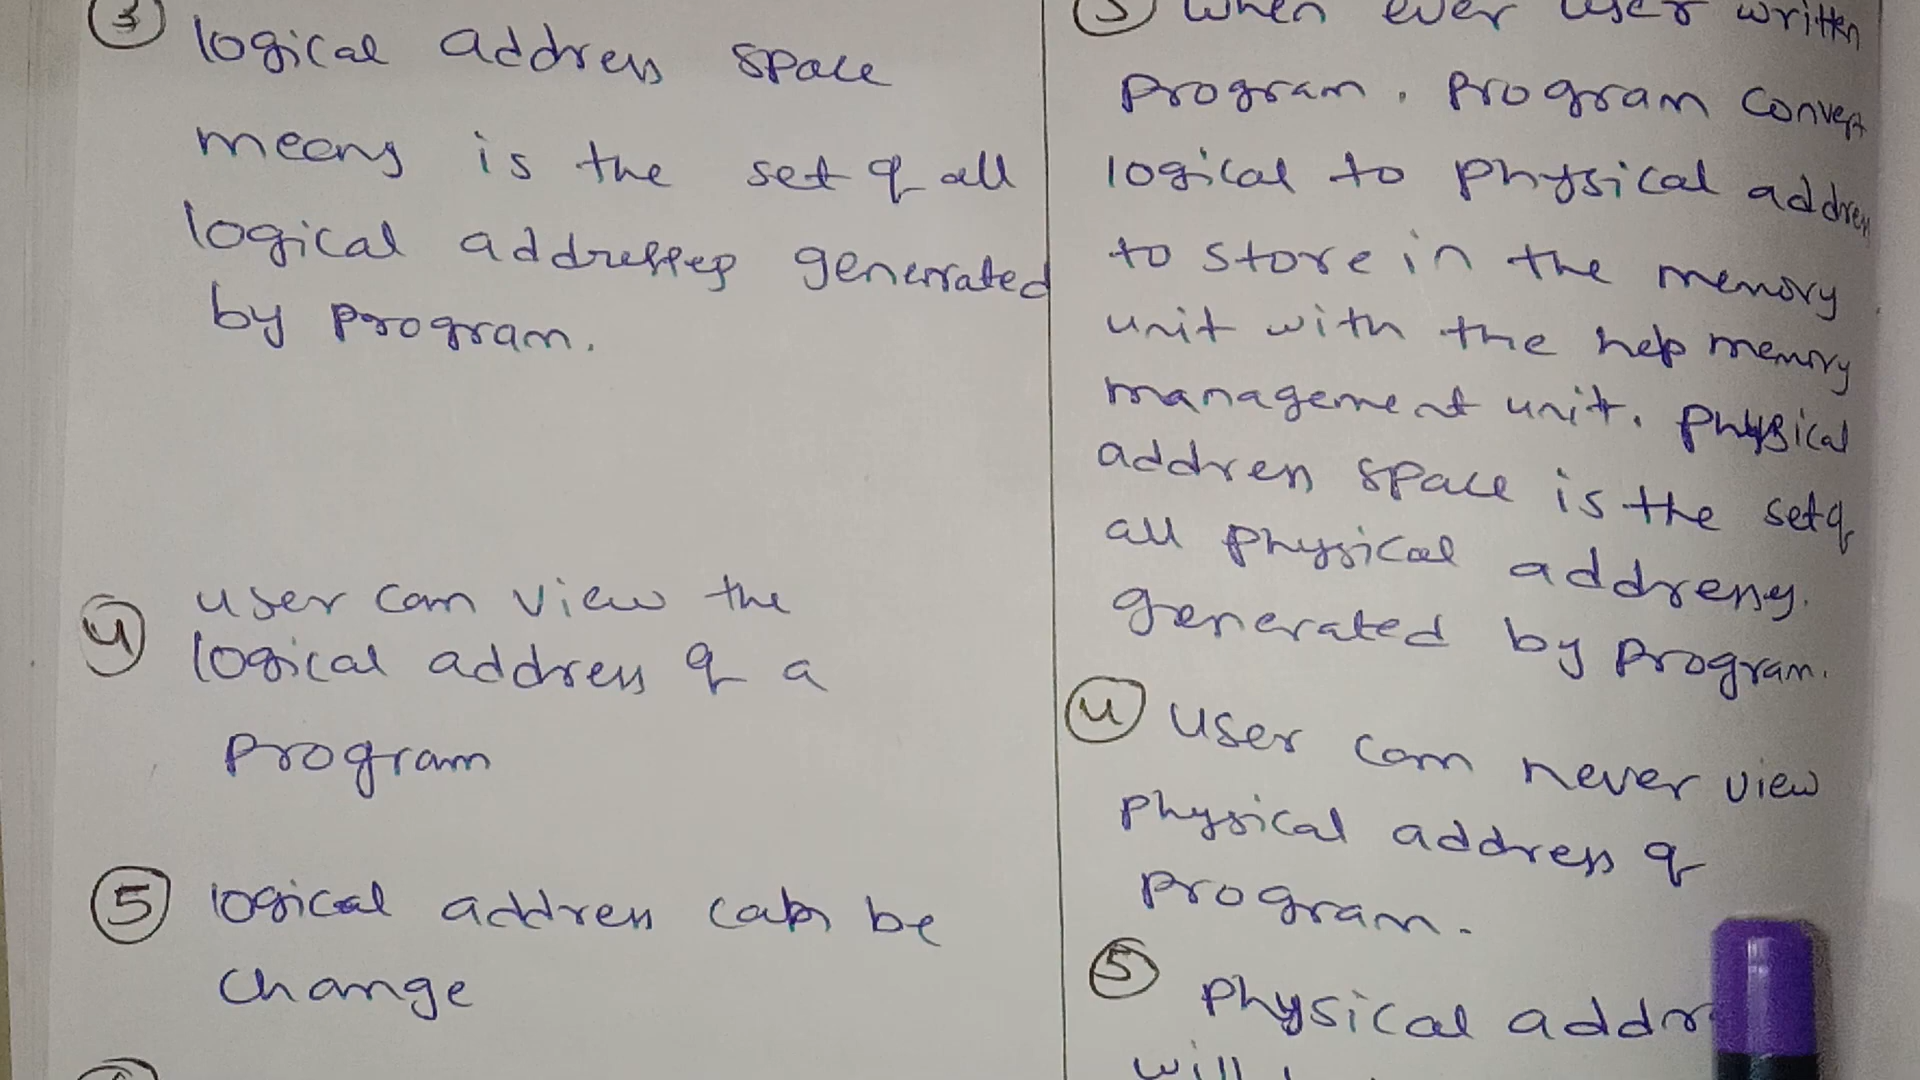 3 logical address space
means is the set of all
logical addresses generated
by program.
4 user can view the
logical address of a
program
5 logical address can be
change
3 when ever user written
program. program convert
logical to physical address
to store in the memory
unit with the help memory
management unit. physical
address space is the set of
all physical address.
generated by program.
4 user can never view
physical address of
program.
5 physical addr
will